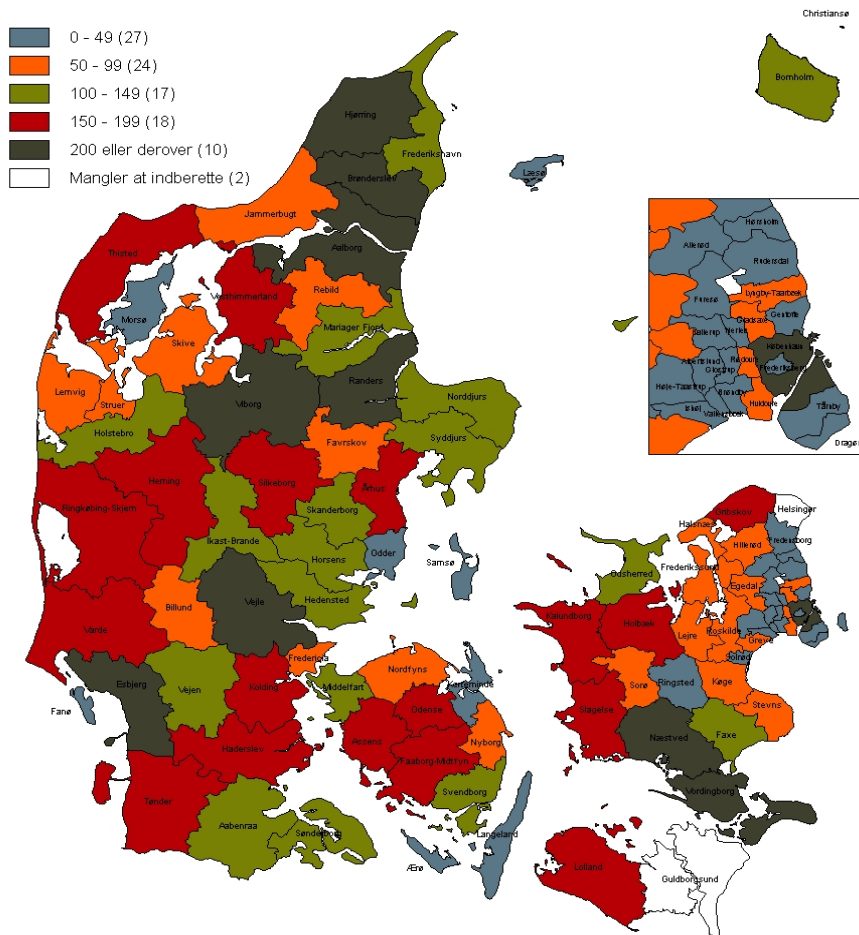 0 - 49 (27)
50 - 99 (24)
100 - 149 (17)
150 - 199 (18)
200 eller derover (10)
Mangler at indberette (2)
Christiansø
Bornholm
Hjørring
Frederikshavn
Brønderslev
Læsø
Jammerbugt
Aalborg
Thisted
Vesthimmerland
Rebild
Morsø
Mariager Fjord
Skive
Lemvig
Struer
Viborg
Randers
Norddjurs
Holstebro
Favrskov
Syddjurs
Herning
Silkeborg
Århus
Ringkøbing-Skjern
Skanderborg
Ikast-Brande
Horsens
Odder
Samsø
Hedensted
Billund
Vejle
Varde
Fredericia
Esbjerg
Vejen
Kolding
Middelfart
Nordfyns
Kerteminde
Fanø
Odense
Assens
Nyborg
Haderslev
Faaborg-Midtfyn
Tønder
Svendborg
Aabenraa
Sønderborg
Langeland
Ærø
Hørsholm
Allerød
Rudersdal
Furesø
Lyngby-Taarbæk
Gladsaxe
Gentofte
Ballerup
Herlev
København
Albertslund
Glostrup
Rødovre
Frederiksberg
Høje-Taastrup
Brøndby
Ishøj
Vallensbæk
Hvidovre
Tårnby
Dragør
Gribskov
Helsingør
Halsnæs
Hillerød
Fredensborg
Odsherred
Frederikssund
Egedal
Kalundborg
Holbæk
Lejre
Roskilde
Greve
Solrød
Sorø
Ringsted
Køge
Slagelse
Stevns
Næstved
Faxe
Vordingborg
Lolland
Guldborgsund